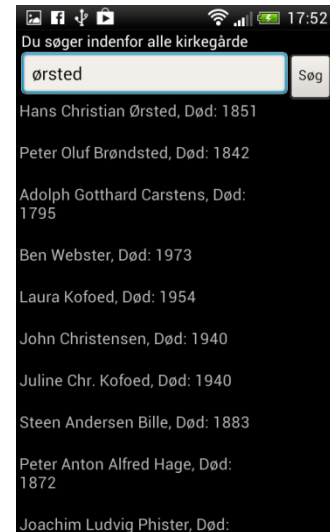 17:52
Du søger indenfor alle kirkegårde
ørsted
Søg
Hans Christian Ørsted, Død: 1851
Peter Oluf Brøndsted, Død: 1842
Adolph Gotthard Carstens, Død:
1795
Ben Webster, Død: 1973
Laura Kofoed, Død: 1954
John Christensen, Død: 1940
Juline Chr. Kofoed, Død: 1940
Steen Andersen Bille, Død: 1883
Peter Anton Alfred Hage, Død:
1872
Joachim Ludvig Phister, Død: